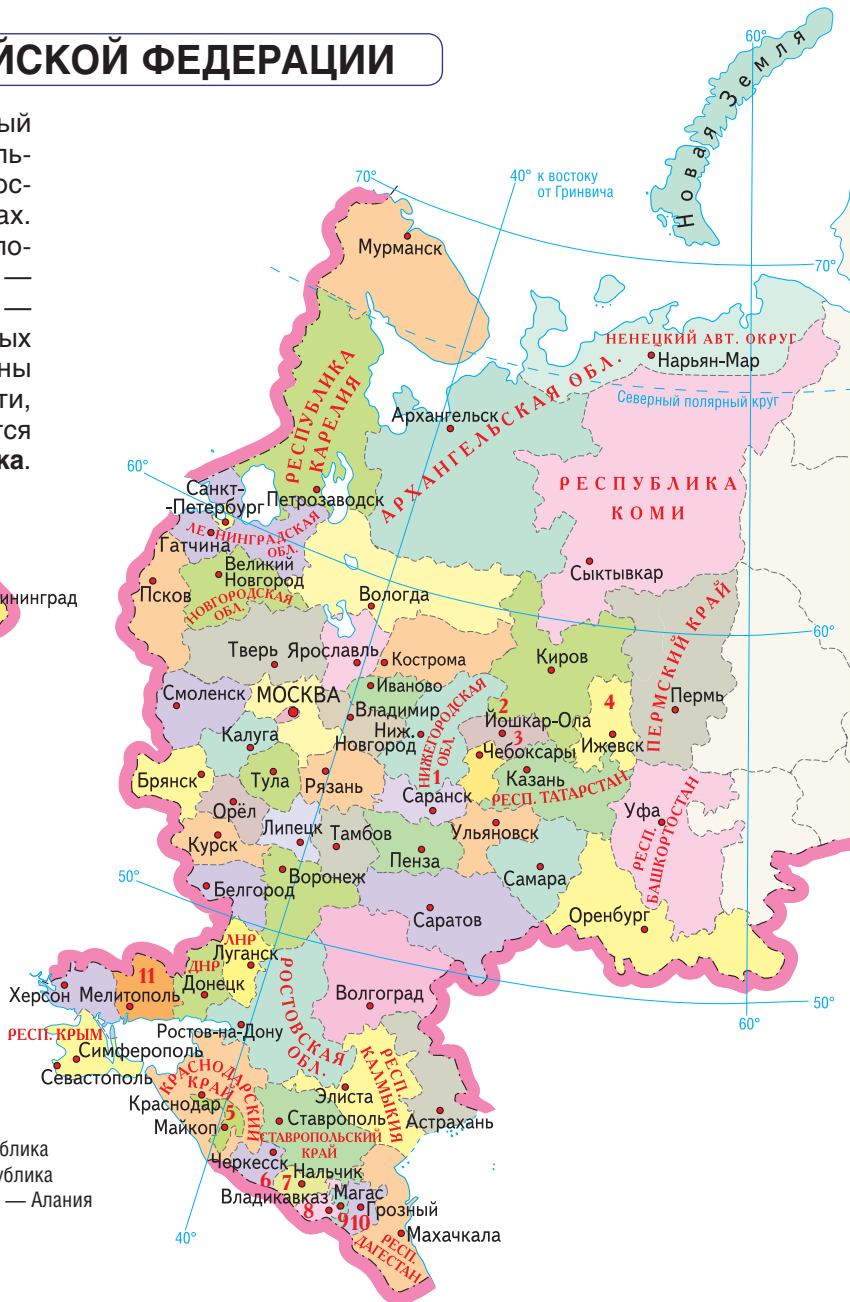 ЙСКОЙ ФЕДЕРАЦИИ
ый
ль-
ос-
ах.
по-
—
—
ых
ны
ти,
тся
ка.
ининград
блика
ублика
— Алания
60°
Новая Земля
70°
40° к востоку
от Гринвича
Мурманск
70°
НЕНЕЦКИЙ АВТ. ОКРУГ
Нарьян-Мар
Северный полярный круг
РЕСПУБЛИКА
КАРЕЛИЯ
Архангельск
АРХАНГЕЛЬСКАЯ ОБЛ.
60°
РЕСПУБЛИКА
КОМИ
Санкт-
-Петербург
Петрозаводск
ЛЕНИНГРАДСКАЯ
ОБЛ.
Гатчина
Великий
Новгород
Сыктывкар
Псков
НОВГОРОДСКАЯ
ОБЛ.
Вологда
ПЕРМСКИЙ КРАЙ
60°
Тверь
Ярославль
Кострома
Киров
Иваново
Смоленск
МОСКВА
Владимир
НИЖЕГОРОДСКАЯ
ОБЛ.
2
4
Пермь
Йошкар-Ола
Калуга
Ниж.
Новгород
3
Чебоксары
Ижевск
Брянск
Тула
Рязань
1
Казань
РЕСП. ТАТАРСТАН
Саранск
Орёл
Уфа
РЕСП.
БАШКОРТОСТАН
Липецк
Тамбов
Ульяновск
Курск
Пенза
50°
Воронеж
Самара
Белгород
Саратов
Оренбург
ЛНР
Луганск
ДНР
11
Донецк
Херсон
Мелитополь
РОСТОВСКАЯ
ОБЛ.
Волгоград
50°
60°
РЕСП. КРЫМ
Ростов-на-Дону
Симферополь
Севастополь
КРАСНОДАРСКИЙ
КРАЙ
РЕСП.
КАЛМЫКИЯ
Элиста
Краснодар
5
Майкоп
Ставрополь
Астрахань
СТАВРОПОЛЬСКИЙ
КРАЙ
Черкесск
6
7
Нальчик
Владикавказ
Магас
8
9
10
Грозный
40°
Махачкала
РЕСП.
ДАГЕСТАН